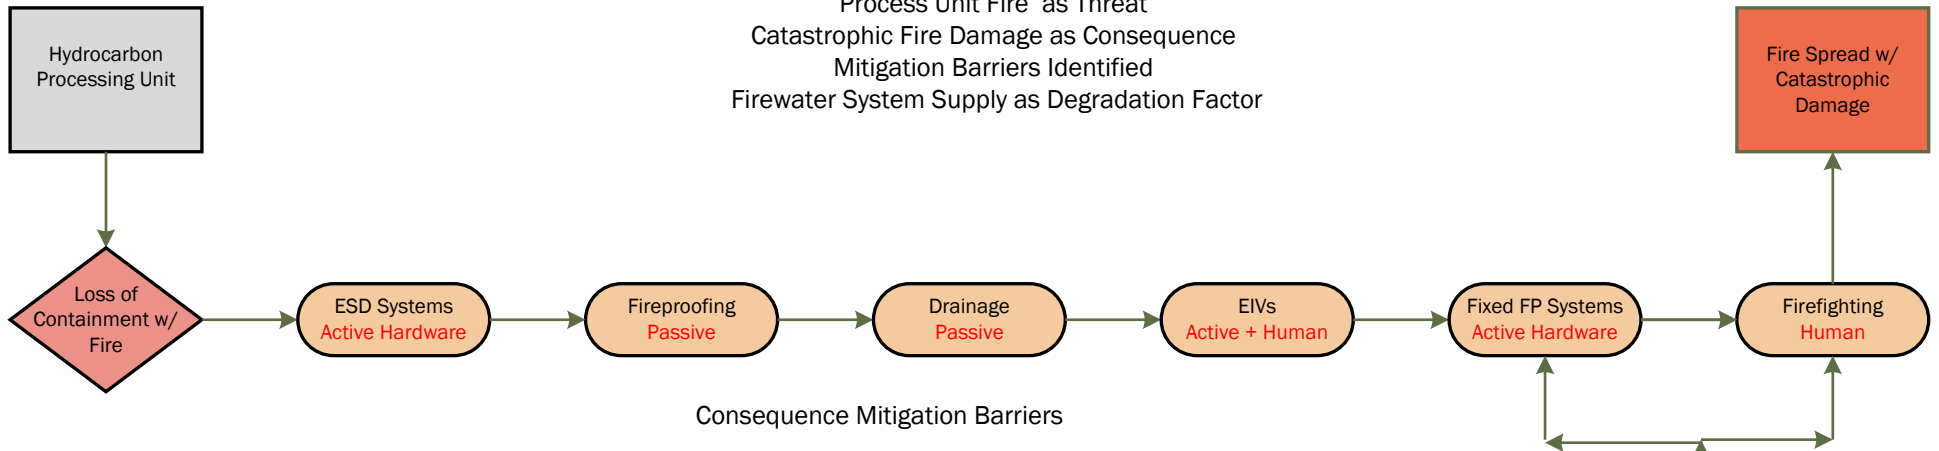 Process Unit Fire as Threat
Catastrophic Fire Damage as Consequence
Mitigation Barriers Identified
Firewater System Supply as Degradation Factor
Hydrocarbon
Processing Unit
Fire Spread w/
Catastrophic
Damage
Loss of
Containment w/
Fire
ESD Systems
Active Hardware
Fireproofing
Passive
Drainage
Passive
EIVs
Active + Human
Fixed FP Systems
Active Hardware
Firefighting
Human
Consequence Mitigation Barriers